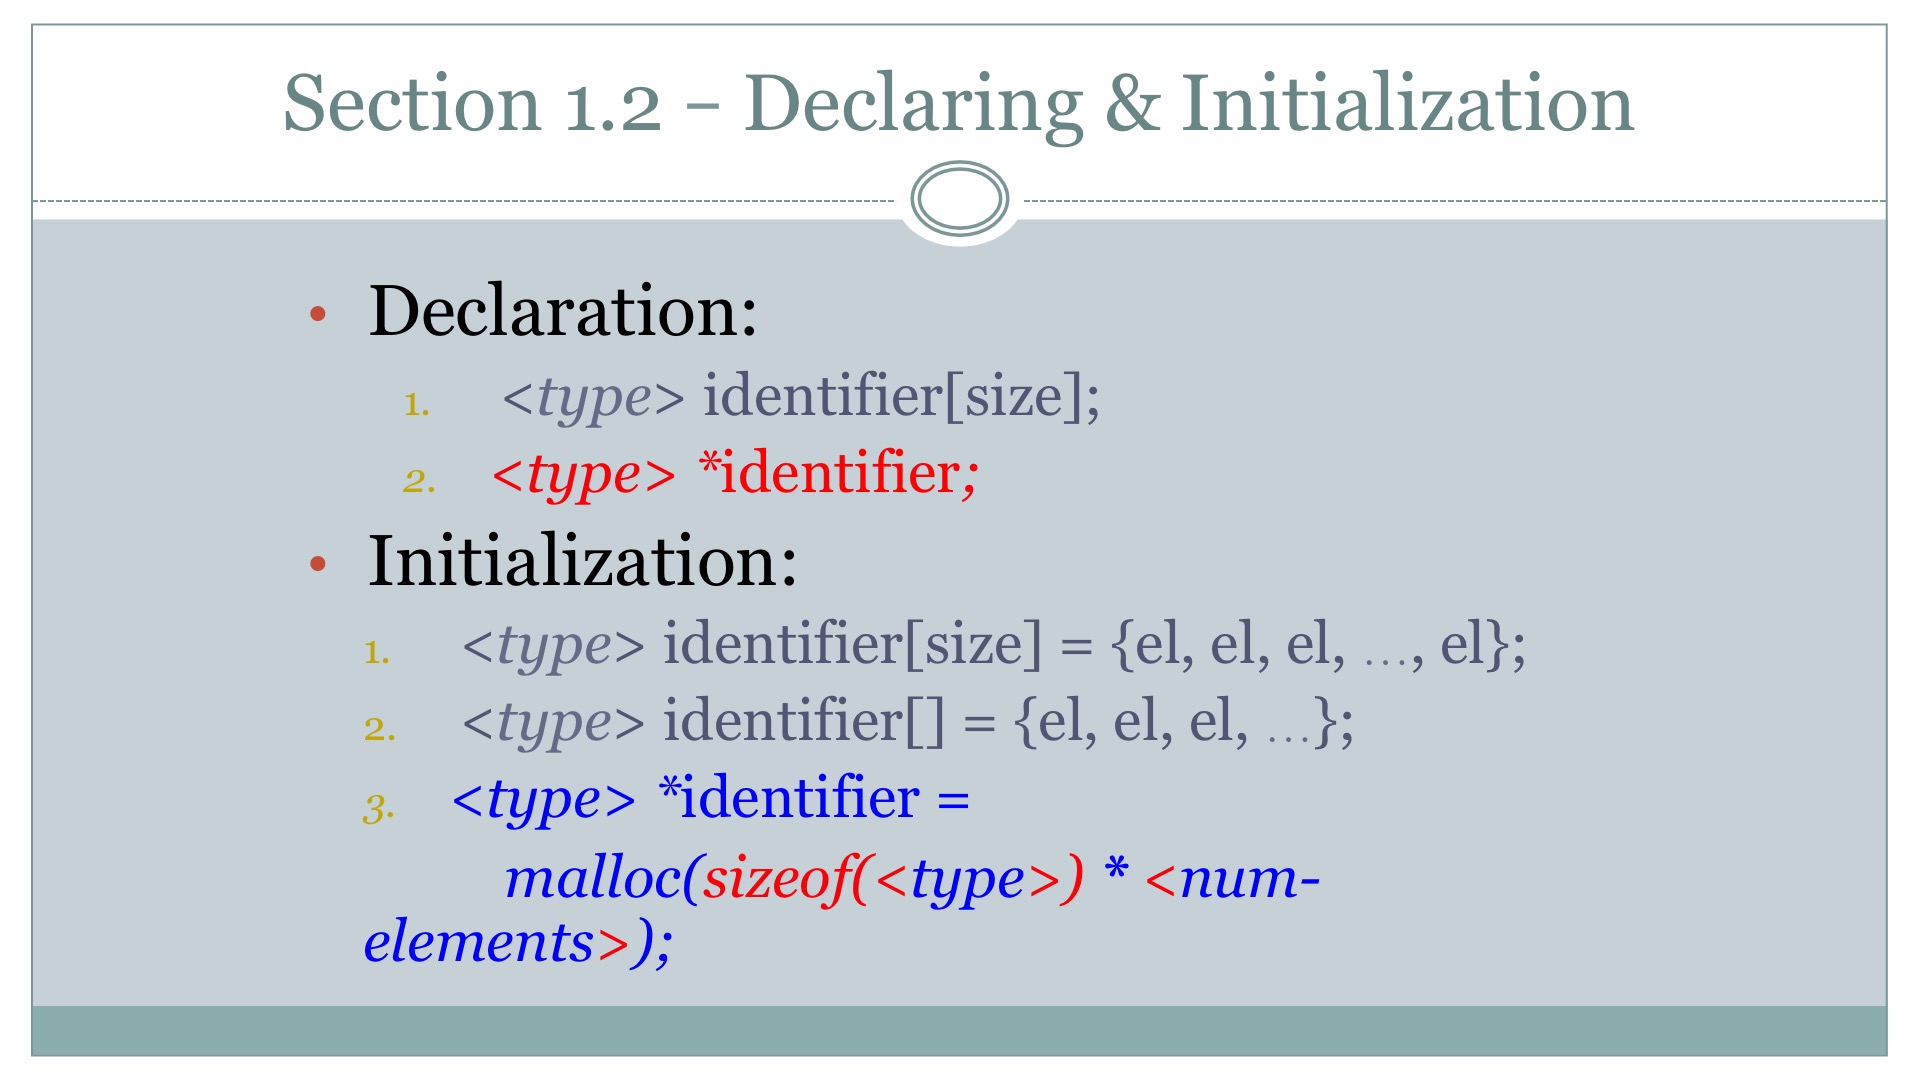 Section 1.2 – Declaring & Initialization
• Declaration:
1. <type> identifier[size];
2. <type> *identifier;
• Initialization:
1. <type> identifier[size] = {el, el, el, …, el};
2. <type> identifier[] = {el, el, el, …};
3. <type> *identifier =
malloc(sizeof(<type>) * <num-
elements>);